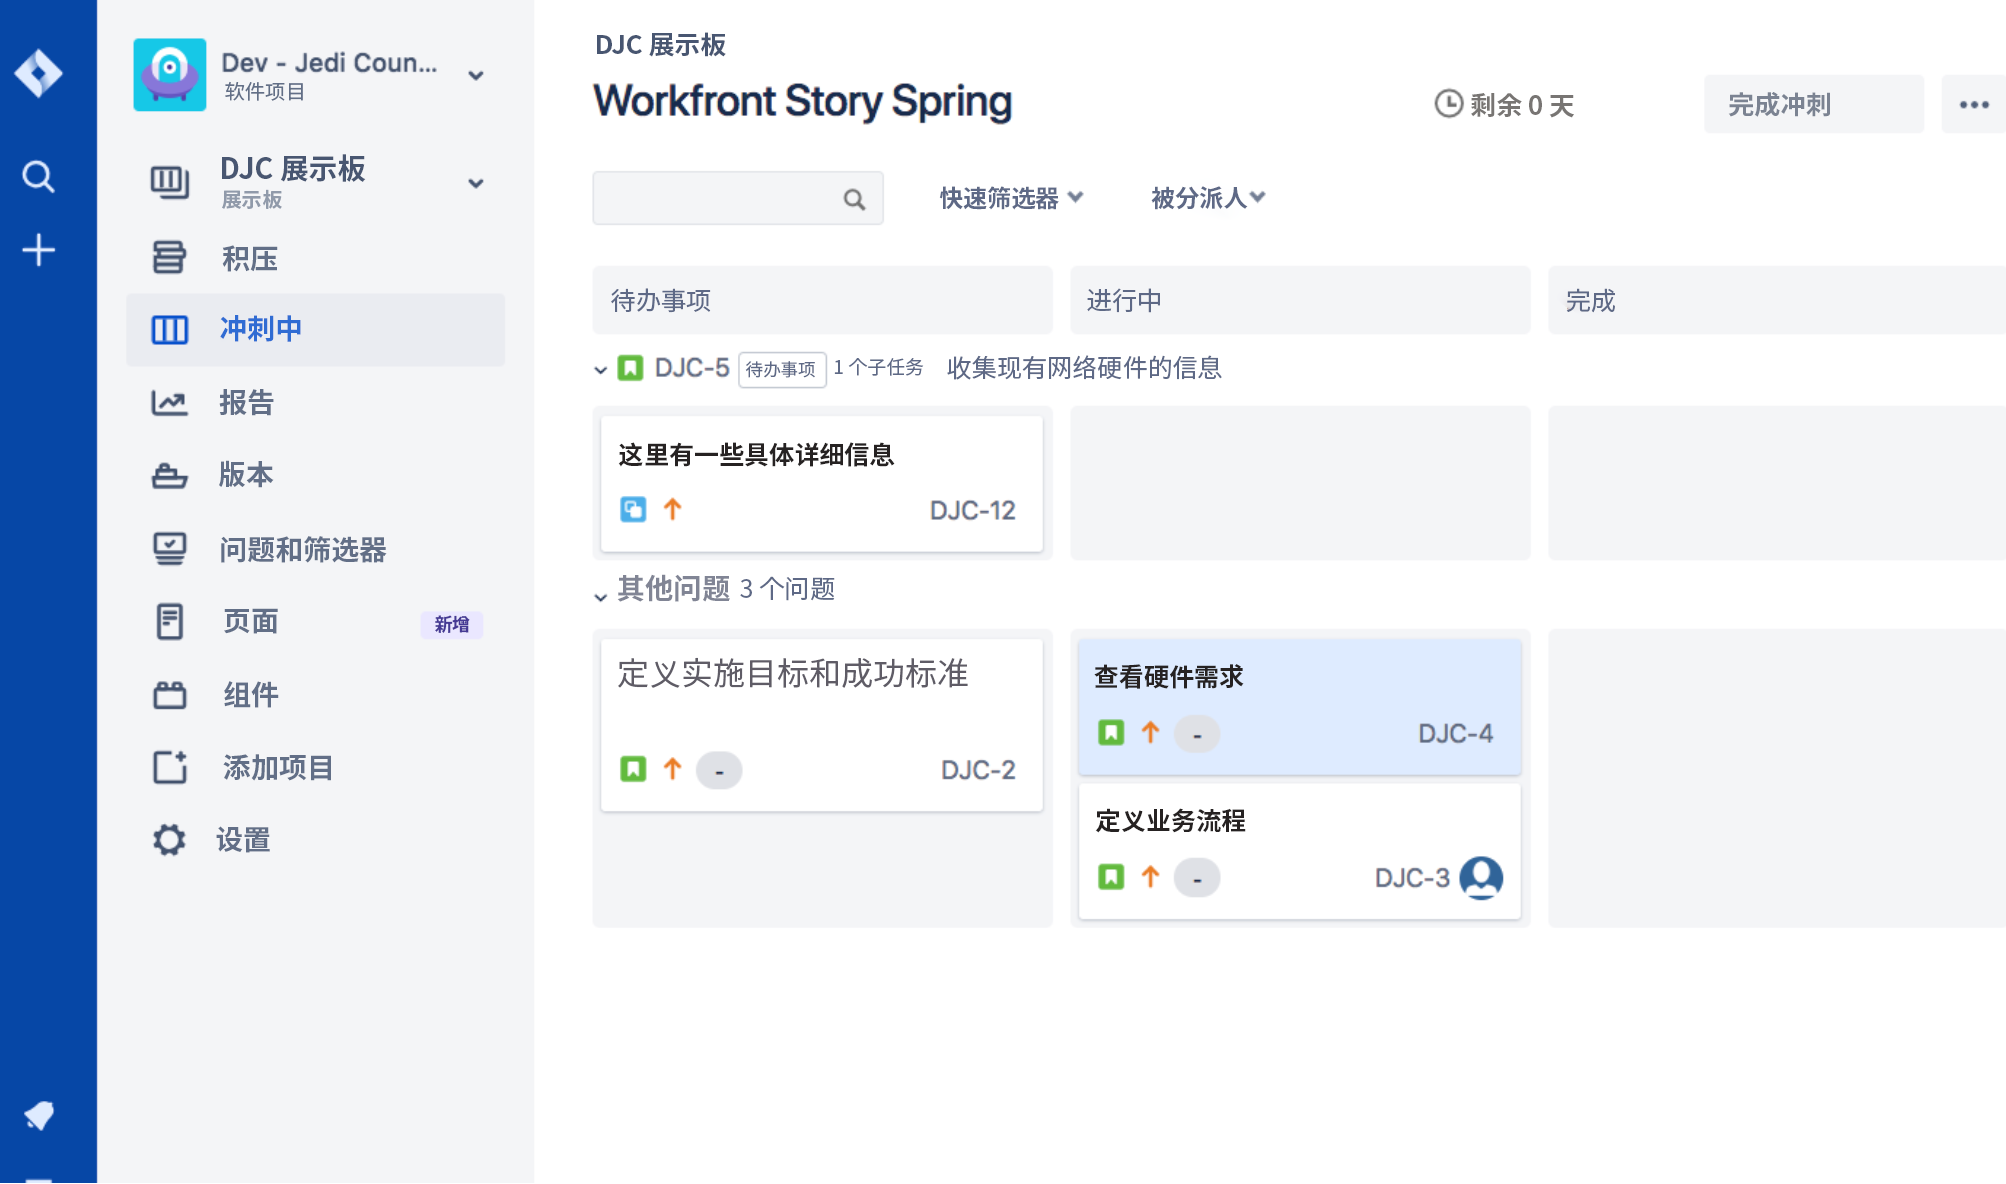 Dev - Jedi Coun...
软件项目
DJC 展示板
展示板
积压
冲刺中
报告
版本
问题和筛选器
页面
新增
组件
添加项目
设置
DJC 展示板
Workfront Story Spring
剩余 0 天
完成冲刺
快速筛选器
被分派人
待办事项
进行中
完成
DJC-5 待办事项 1 个子任务 收集现有网络硬件的信息
这里有一些具体详细信息
DJC-12
其他问题 3 个问题
定义实施目标和成功标准
- DJC-2
查看硬件需求
- DJC-4
定义业务流程
- DJC-3